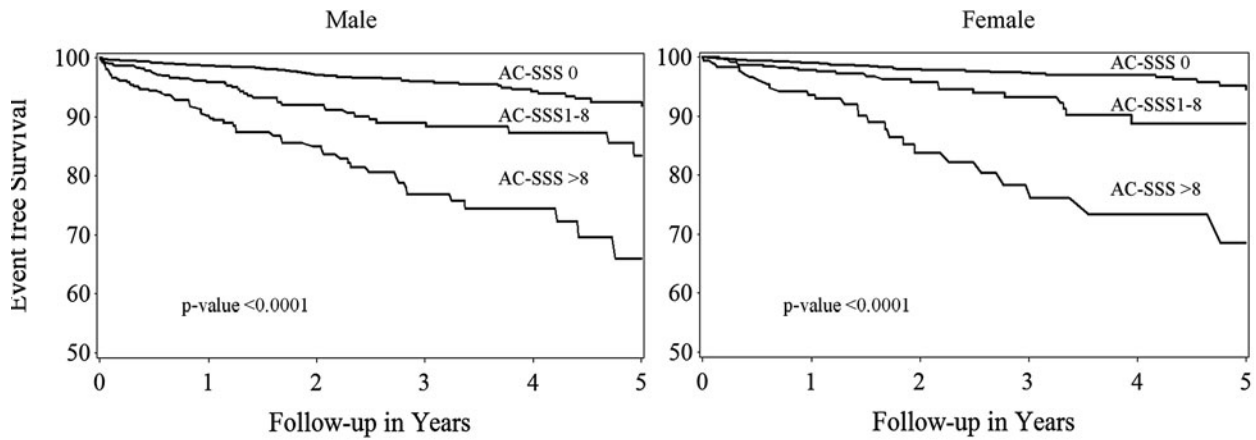 Male
Female
Event free Survival
100
90
80
70
60
50
AC-SSS 0
AC-SSS1-8
AC-SSS >8
p-value <0.0001
0 1 2 3 4 5
Follow-up in Years
100
90
80
70
60
50
AC-SSS 0
AC-SSS1-8
AC-SSS >8
p-value <0.0001
0 1 2 3 4 5
Follow-up in Years